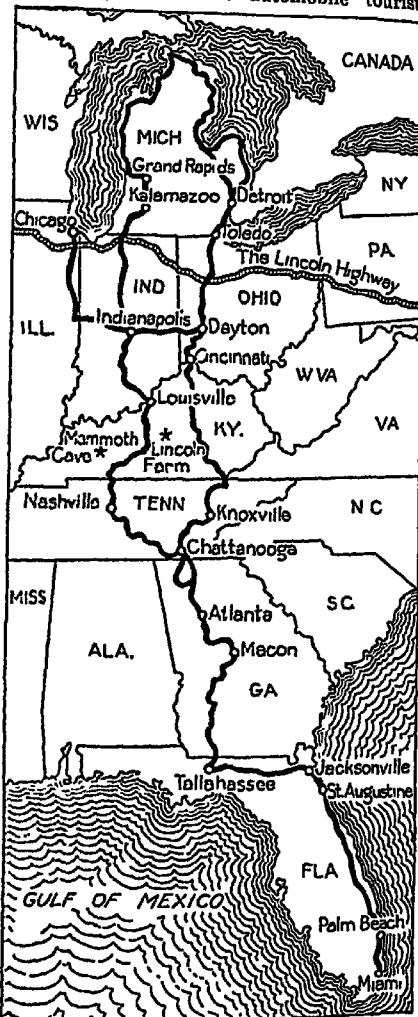 automobile tourist
CANADA
WIS
MICH
Grand Rapids
NY
Kalamazoo
Detroit
Chicago
Toledo
PA.
The Lincoln Highway
IND
OHIO
ILL.
Indianapolis
Dayton
Cincinnati
W VA
Louisville
KY.
VA
Mammoth
Cave *
*
Lincoln
Farm
Nashville
TENN
Knoxville
N C
Chattanooga
MISS
Atlanta
S.C.
ALA.
Macon
GA
Jacksonville
Tallahassee
St. Augustine
FLA
GULF OF MEXICO
Palm Beach
Miami